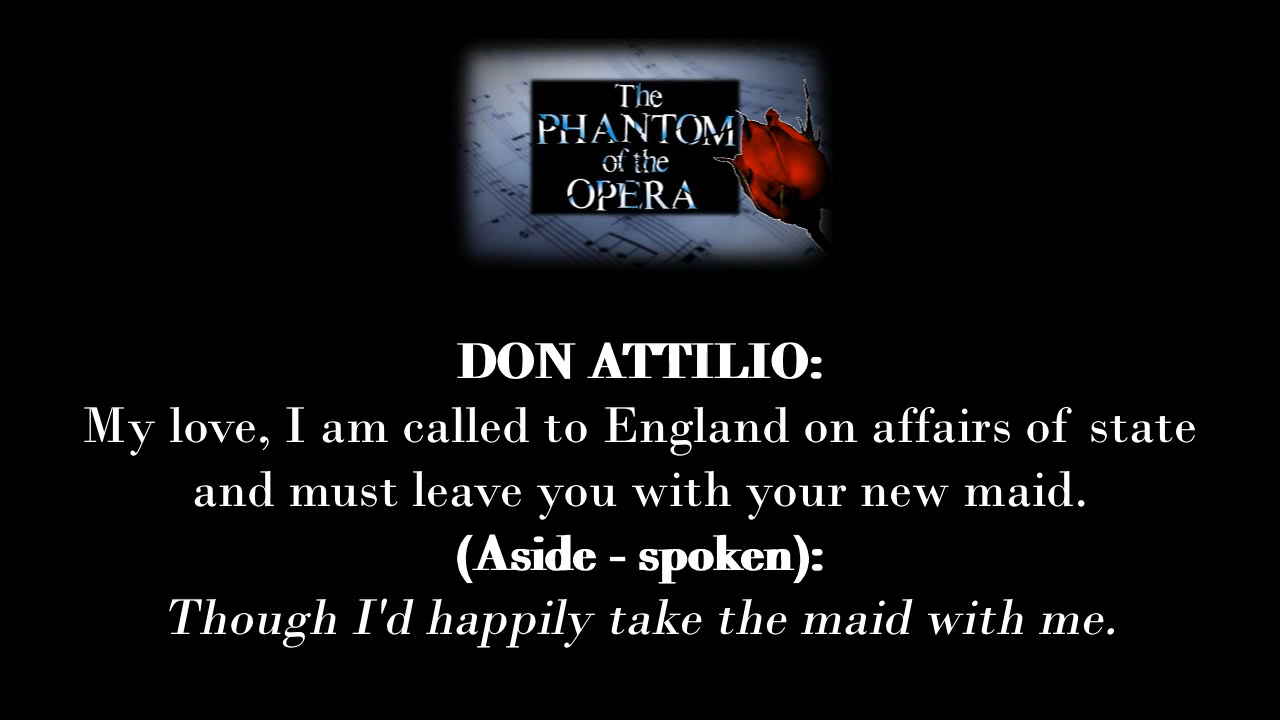 The
PHANTOM
of the
OPERA
DON ATTILIO:
My love, I am called to England on affairs of state
and must leave you with your new maid.
(Aside - spoken):
Though I'd happily take the maid with me.